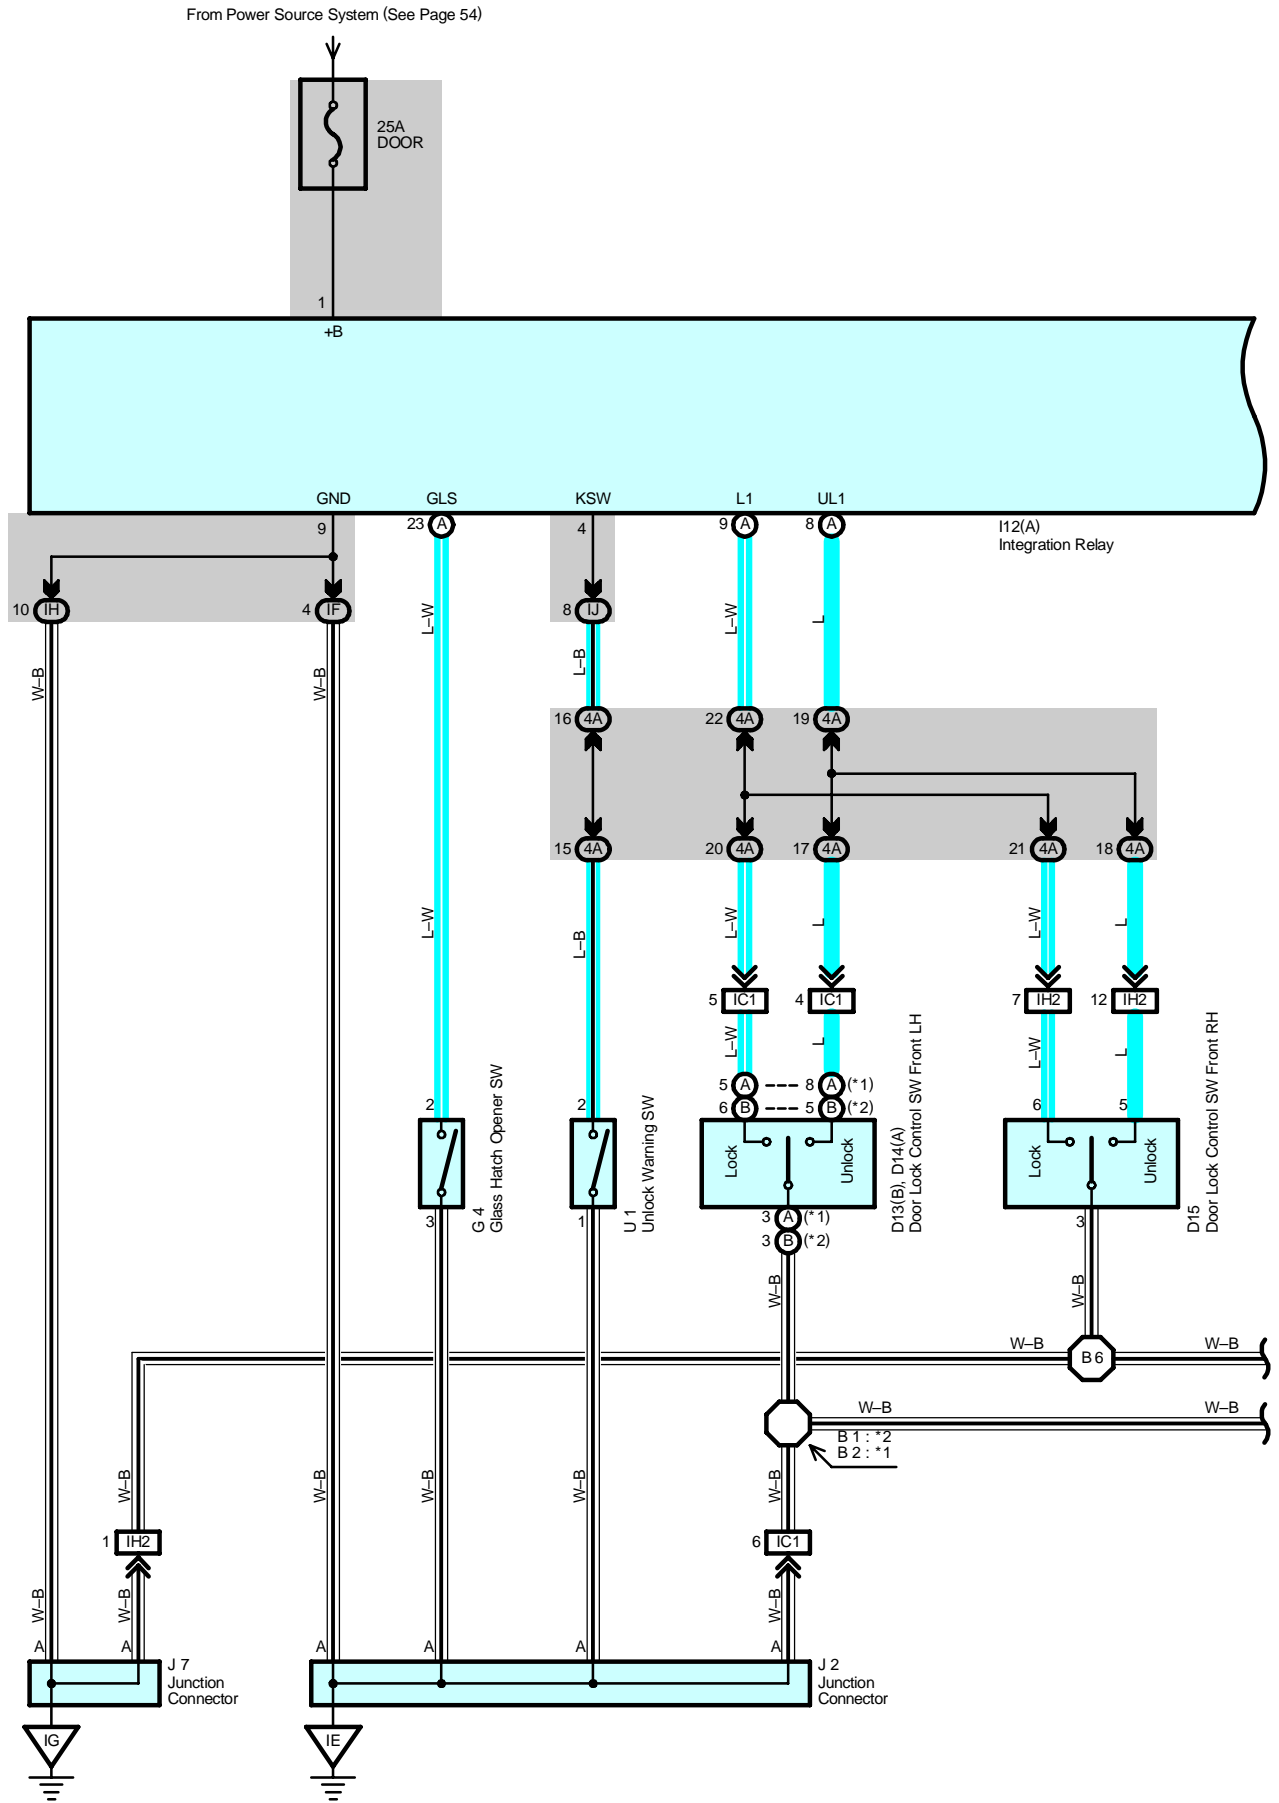 From Power Source System (See Page 54)
25A
DOOR
1
+B
GND
GLS
KSW
L1
UL1
9
23 A
4
9 A
8 A
I12(A)
Integration Relay
10 IH
4 IF
8 IJ
L–W
L–W
L
W–B
W–B
L–B
16 4A
22 4A
19 4A
15 4A
20 4A
17 4A
21 4A
18 4A
L–W
L–B
L–W
L
L–W
L
5 IC1
4 IC1
7 IH2
12 IH2
L–W
L
L–W
L
5 A
8 A (*1)
6 B
5 B (*2)
2
2
6
5
Lock
Unlock
Lock
Unlock
3
1
3 A (*1)
3 B (*2)
3
G 4
Glass Hatch Opener SW
U 1
Unlock Warning SW
D13(B), D14(A)
Door Lock Control SW Front LH
D15
Door Lock Control SW Front RH
W–B
W–B
W–B
B 6
W–B
W–B
W–B
B 1 : *2
B 2 : *1
W–B
W–B
W–B
W–B
W–B
1 IH2
6 IC1
W–B
W–B
W–B
A
A
A
A
A
A
J 7
Junction
Connector
J 2
Junction
Connector
IG
IE